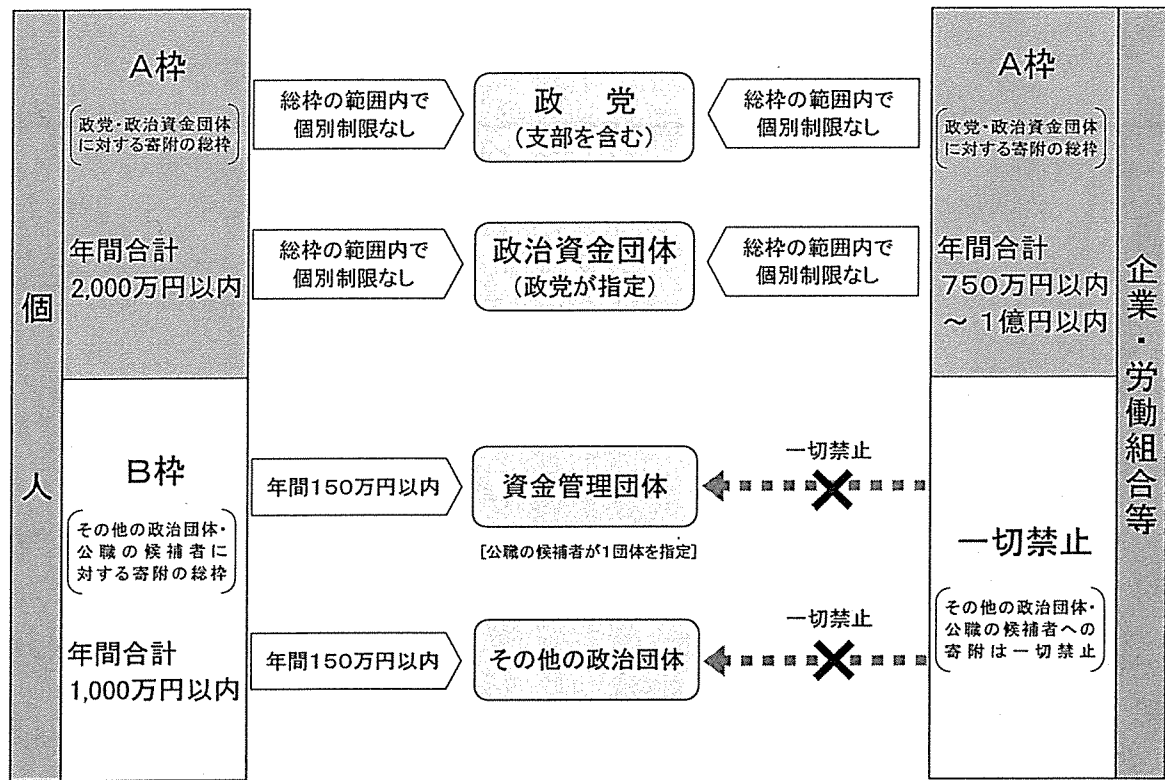 個人
A枠
政党・政治資金団体
に対する寄附の総枠
年間合計
2,000万円以内
B枠
その他の政治団体・
公職の候補者に
対する寄附の総枠
年間合計
1,000万円以内
総枠の範囲内で
個別制限なし
政党
(支部を含む)
総枠の範囲内で
個別制限なし
総枠の範囲内で
個別制限なし
政治資金団体
(政党が指定)
総枠の範囲内で
個別制限なし
年間150万円以内
資金管理団体
[公職の候補者が1団体を指定]
一切禁止
年間150万円以内
その他の政治団体
一切禁止
A枠
政党・政治資金団体
に対する寄附の総枠
年間合計
750万円以内
～1億円以内
一切禁止
その他の政治団体・
公職の候補者への
寄附は一切禁止
企業・労働組合等